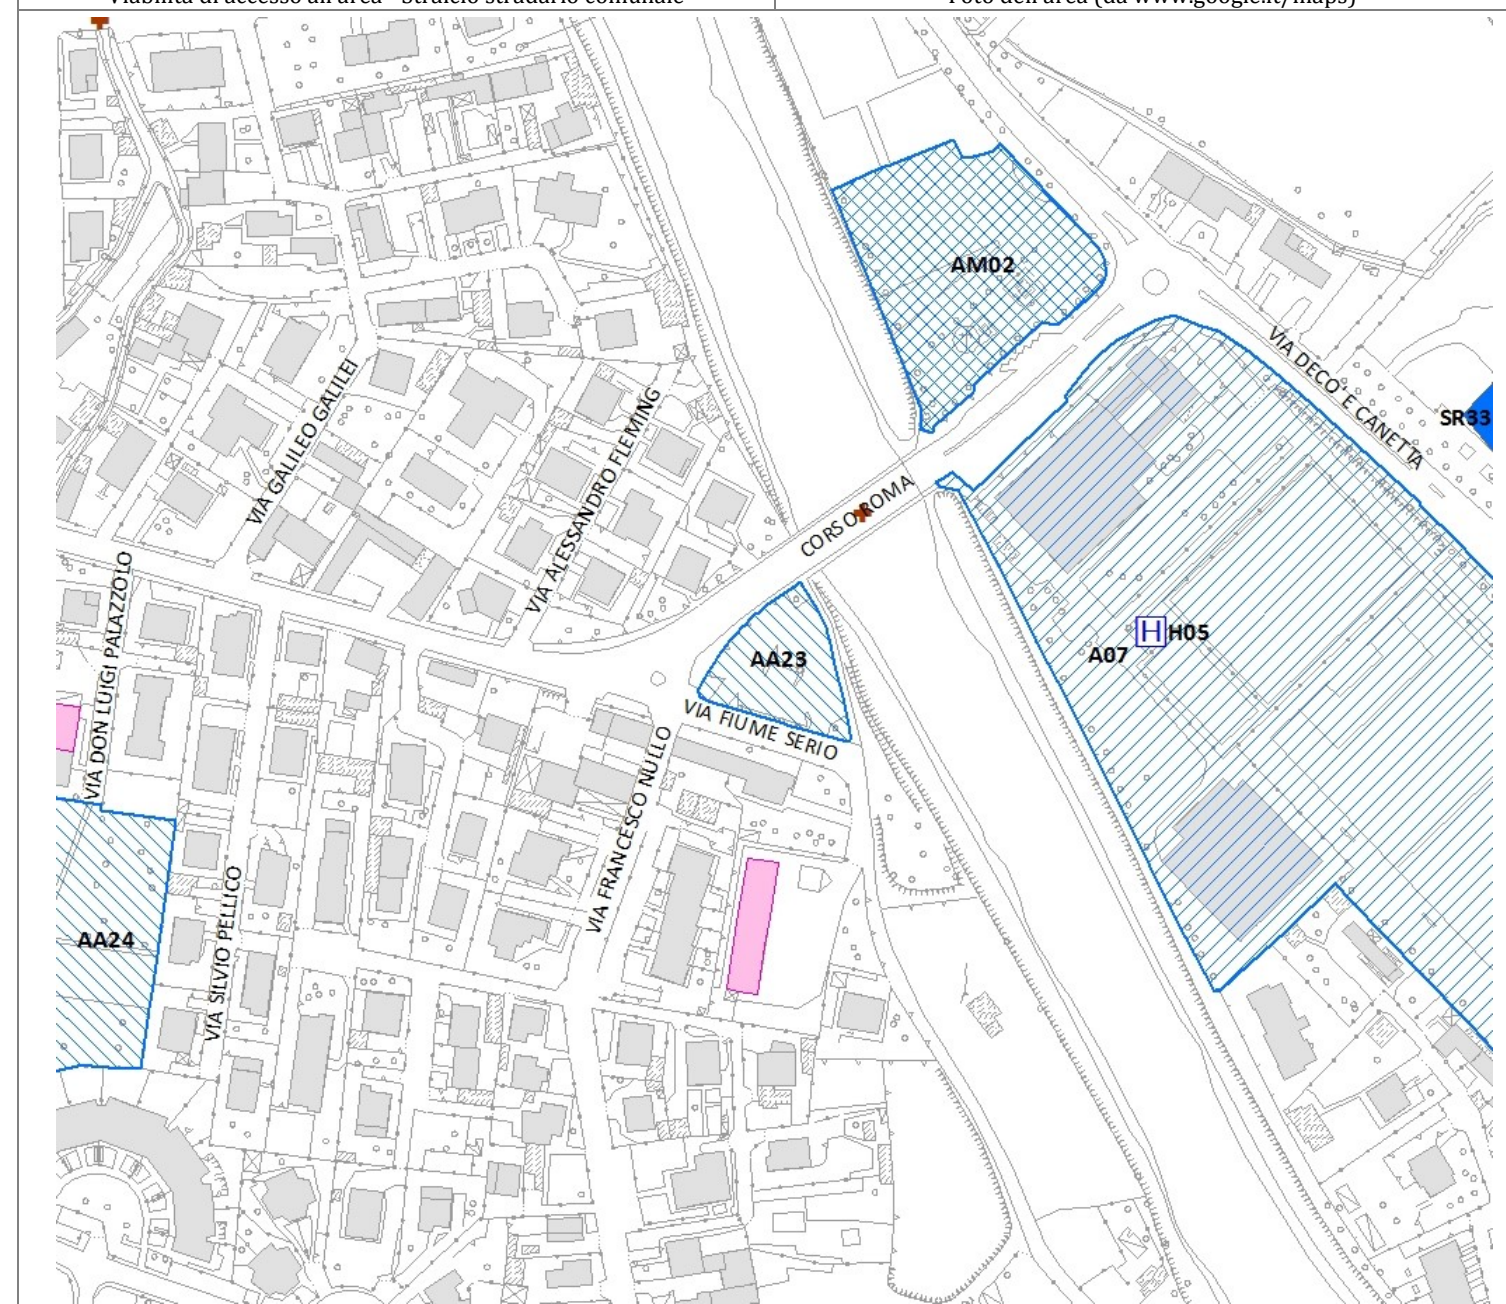 Viabilità di accesso all'area - Stralcio stradario comunale
Foto dell'area (da www.google.it/maps)
AM02
VIA DECO' E CANETTA
SR33
VIA GALILEO GALILEI
VIA ALESSANDRO FLEMING
CORSO ROMA
VIA DON LUIGI PALAZZOLO
H H05
A07
AA23
VIA FIUME SERIO
VIA FRANCESCO NULLO
AA24
VIA SILVIO PELLICO